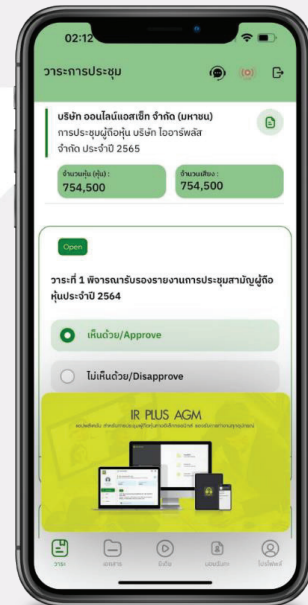 02:12
วาระการประชุม
บริษัท ออนไลน์แอสเซ็ท จำกัด (มหาชน)
การประชุมผู้ถือหุ้น บริษัท ไออาร์พลัส
จำกัด ประจำปี 2565
จำนวนหุ้น (หุ้น) :
754,500
จำนวนเสียง :
754,500
Open
วาระที่ 1 พิจารณารับรองรายงานการประชุมสามัญผู้ถือ
หุ้นประจำปี 2564
เห็นด้วย/Approve
ไม่เห็นด้วย/Disapprove
IR PLUS AGM
วาระ
เอกสาร
วิดีโอ
มอบฉันทะ
โปรไฟล์